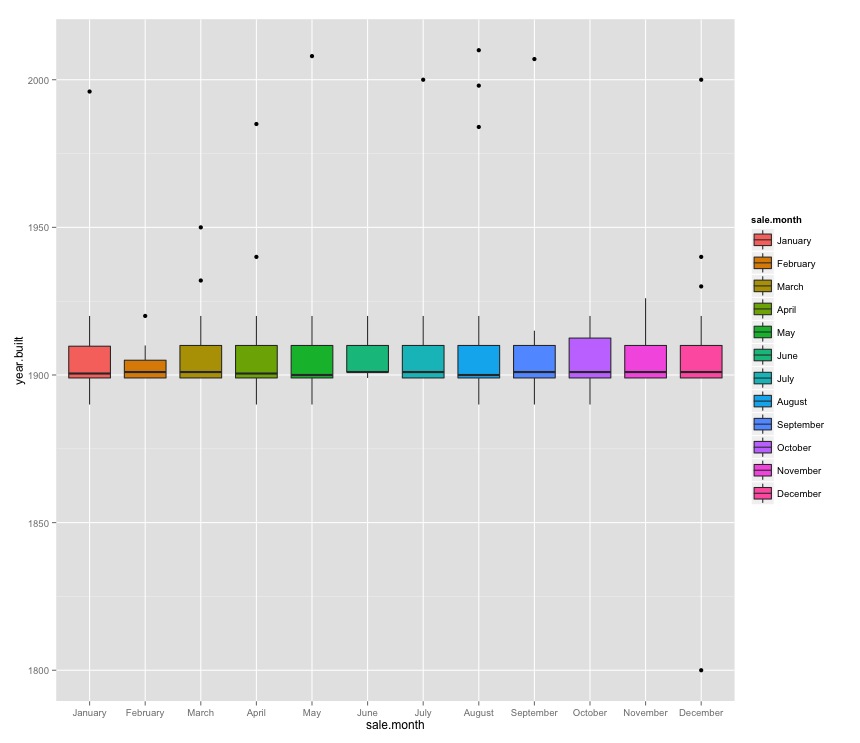 year.built
2000
1950
1900
1850
1800
January February March April May June July August September October November December
sale.month
sale.month
January
February
March
April
May
June
July
August
September
October
November
December